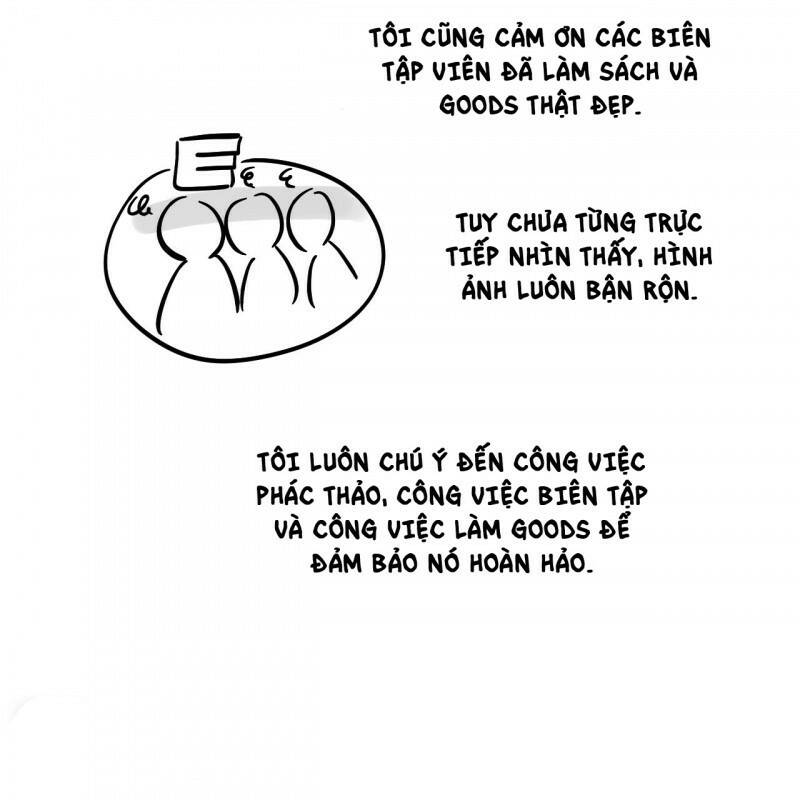 TÔI CŨNG CẢM ƠN CÁC BIÊN
TẬP VIÊN ĐÃ LÀM SÁCH VÀ
GOODS THẬT ĐẸP.
TUY CHƯA TỪNG TRỰC
TIẾP NHÌN THẤY, HÌNH
ẢNH LUÔN BẬN RỘN.
TÔI LUÔN CHÚ Ý ĐẾN CÔNG VIỆC
PHÁC THẢO, CÔNG VIỆC BIÊN TẬP
VÀ CÔNG VIỆC LÀM GOODS ĐỂ
ĐẢM BẢO NÓ HOÀN HẢO.